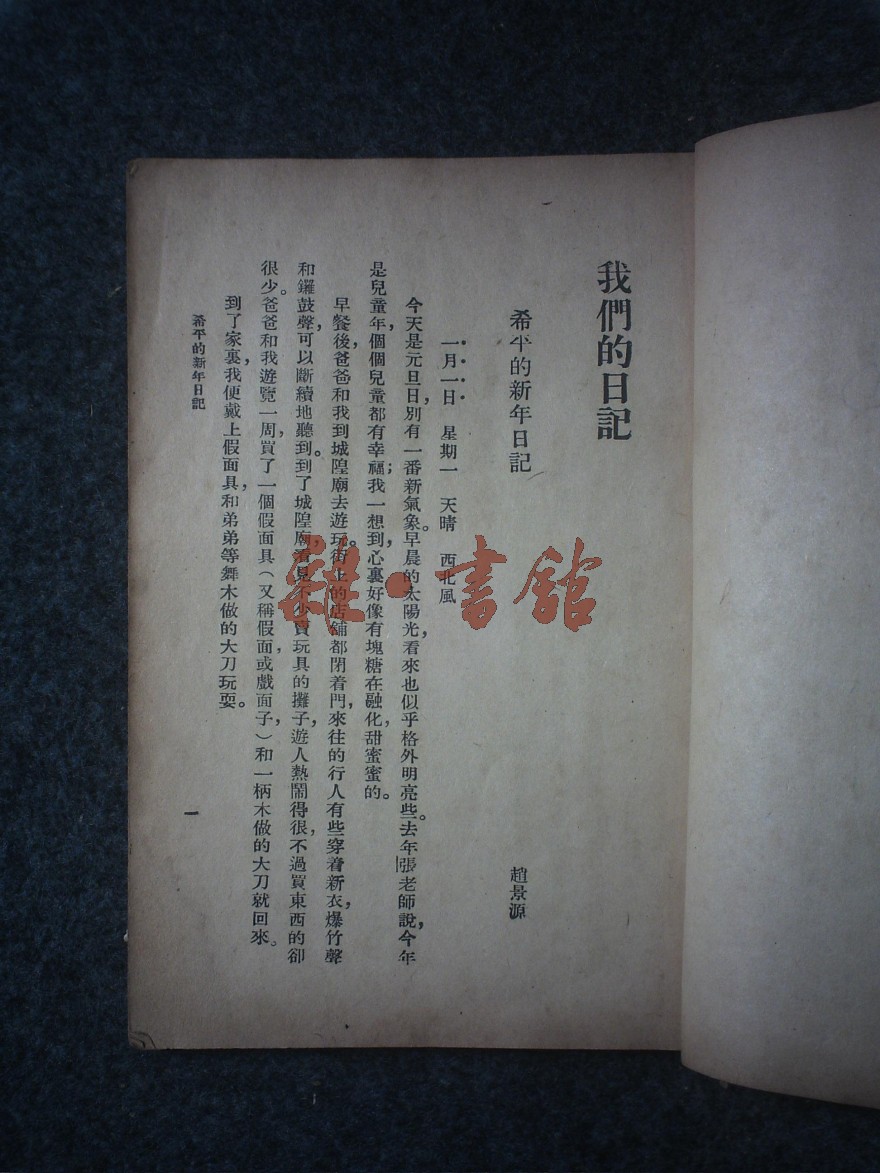 我們的日記
希平的新年日記
趙景源
一月一日　星期一　天晴　西北風
今天是元旦日，別有一番新氣象。早晨的太陽光，看來也似乎格外明亮些。去年張老師說，今年
是兒童年，個個兒童都有幸福；我一想到，心裏好像有塊糖在融化，甜蜜蜜的。
早餐後，爸爸和我到城隍廟去遊玩。街上的店舖都閉着門，來往的行人有些穿着新衣，爆竹聲
和鑼鼓聲，可以斷續地聽到。到了城隍廟，看見不少賣玩具的攤子，遊人熱鬧得很，不過買東西的卻
很少。爸爸和我遊覽一周，買了一個假面具（又稱假面或戲面子，）和一柄木做的大刀就回來。
到了家裏，我便戴上假面具，和弟弟等舞木做的大刀玩耍。
希平的新年日記
一
雜·書館